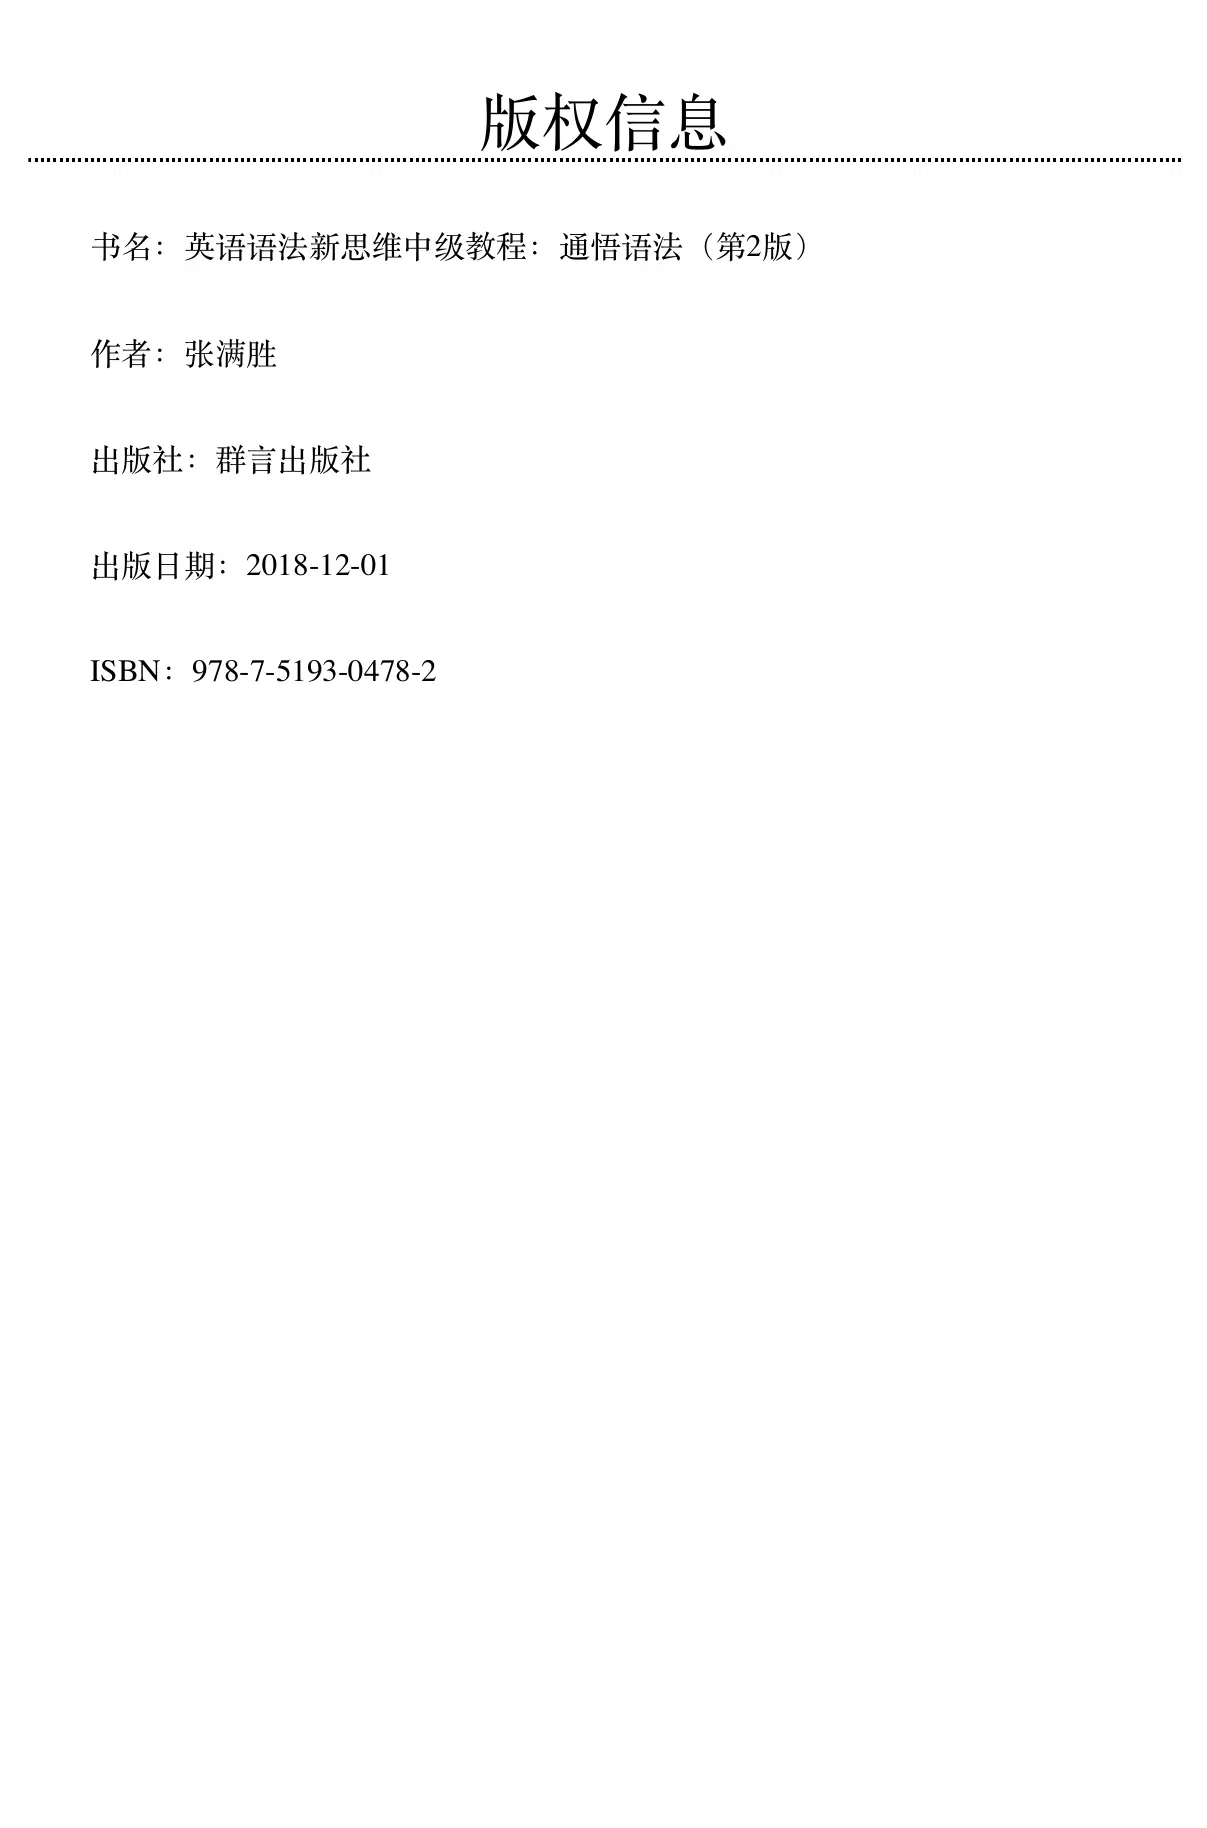 版权信息
书名：英语语法新思维中级教程：通悟语法（第2版）
作者：张满胜
出版社：群言出版社
出版日期：2018-12-01
ISBN：978-7-5193-0478-2